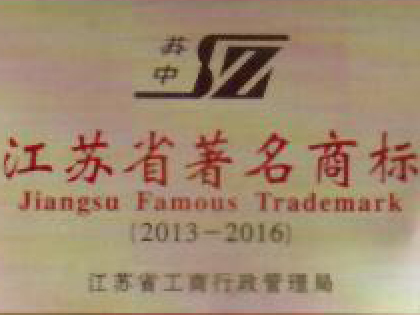 苏中 SZ
江苏省著名商标
Jiangsu Famous Trademark
(2013-2016)
江苏省工商行政管理局